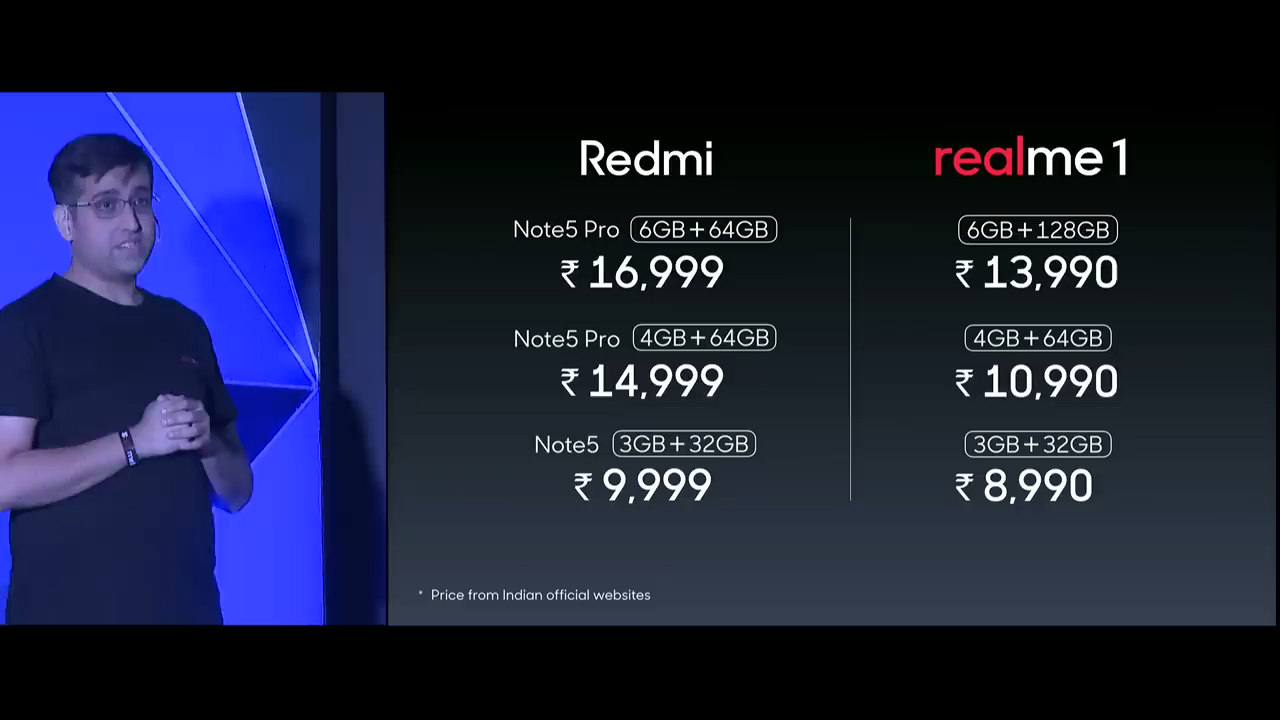 Redmi
Note5 Pro 6GB+64GB
₹ 16,999
Note5 Pro 4GB+64GB
₹ 14,999
Note5 3GB+32GB
₹ 9,999
realme 1
6GB+128GB
₹ 13,990
4GB+64GB
₹ 10,990
3GB+32GB
₹ 8,990
* Price from Indian official websites